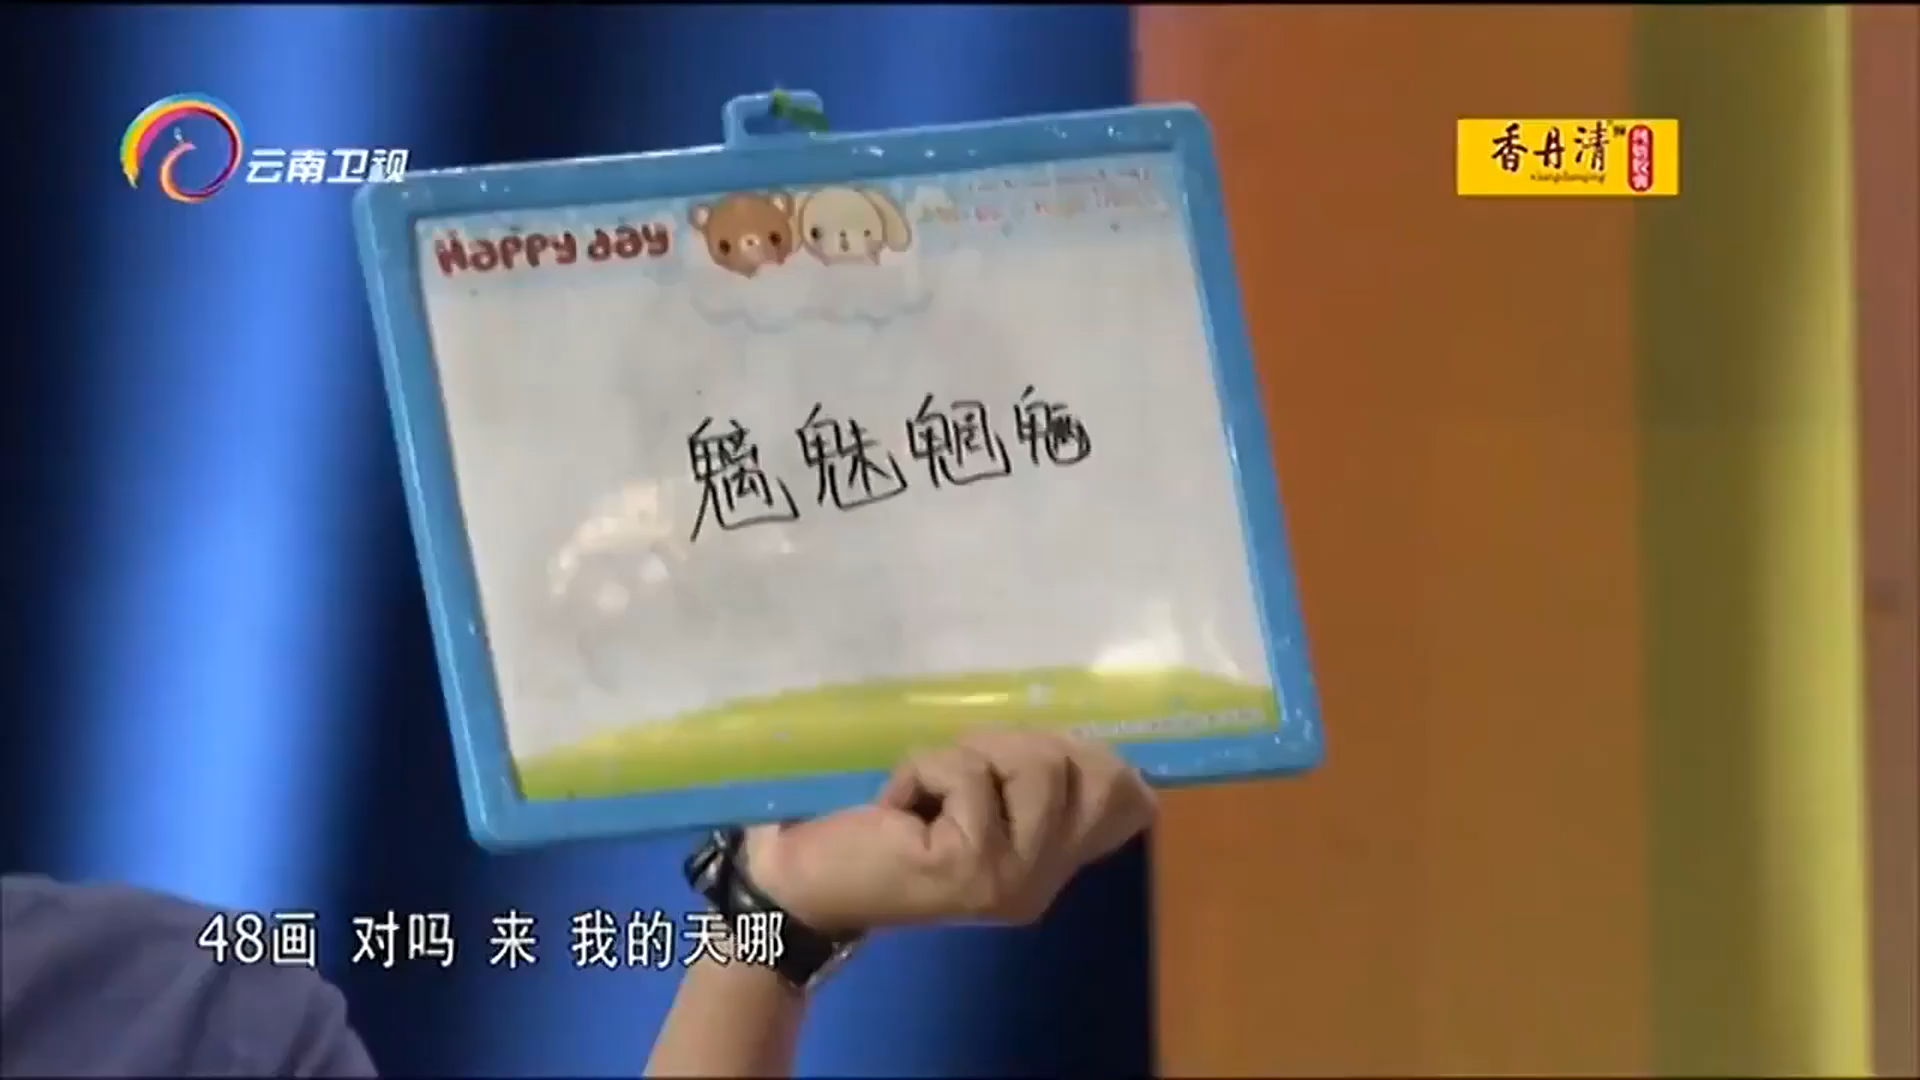 云南卫视
香丹清
xiangdanqing
Happy day
魑魅魍魉
48画 对吗 来 我的天哪